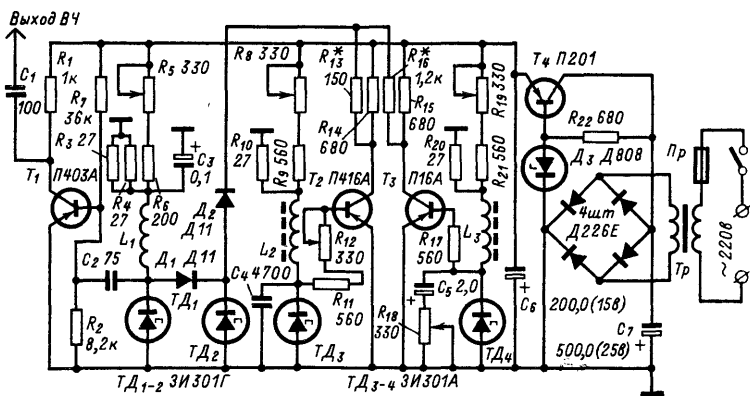 Выход ВЧ
C1
100
R1
1к
R7
36к
R5 330
R3 27
R4
27
R6
200
C3
0,1
T1
П403А
L1
C2 75
Д1 Д11
ТД1
R2
8,2к
ТД2
Д2
Д11
ТД1-2 ЗИ301Г
R8 330
R10
27
R9 560
L2
C4 4700
T2
П416А
R12
330
R11
560
ТД3
R13*
150
R14
680
R16*
1,2к
R15
680
T3
П16А
R17
560
C5 2,0
R18
330
ТД3-4 ЗИ301А
R19 330
R20
27
R21 560
L3
ТД4
C6
200,0(15В)
T4 П201
R22 680
Д3 Д808
4шт
Д226Е
Тр
Пр
~220В
C7
500,0(25В)